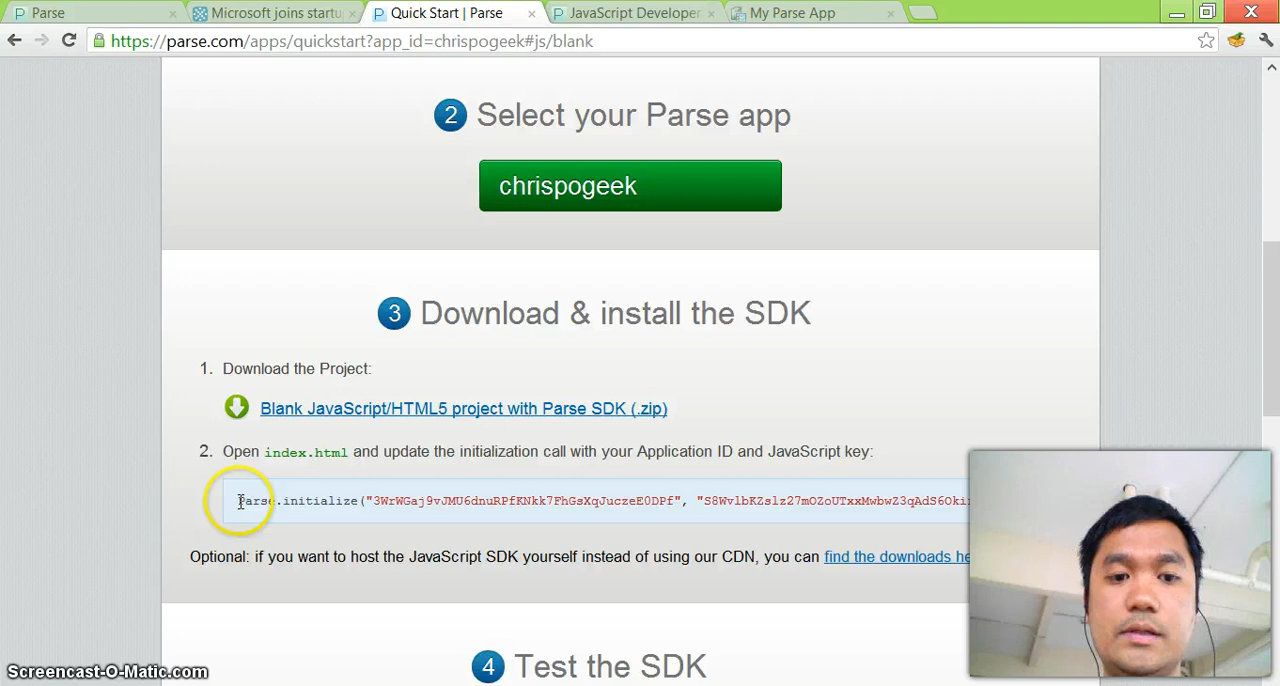 Parse
Microsoft joins startu
Quick Start | Parse
JavaScript Developer
My Parse App
https://parse.com/apps/quickstart?app_id=chrispogeek#js/blank
2 Select your Parse app
chrispogeek
3 Download & install the SDK
1. Download the Project:
Blank JavaScript/HTML5 project with Parse SDK (.zip)
2. Open index.html and update the initialization call with your Application ID and JavaScript key:
Parse.initialize("3WrWGaj9vJMU6dnuRPfKNkk7FhGsXqJuczeE0DPf", "S8WvlbKZslz27mOZoUTxxMwbwZ3qAdS6Okin
Optional: if you want to host the JavaScript SDK yourself instead of using our CDN, you can find the downloads he
4 Test the SDK
Screencast-O-Matic.com